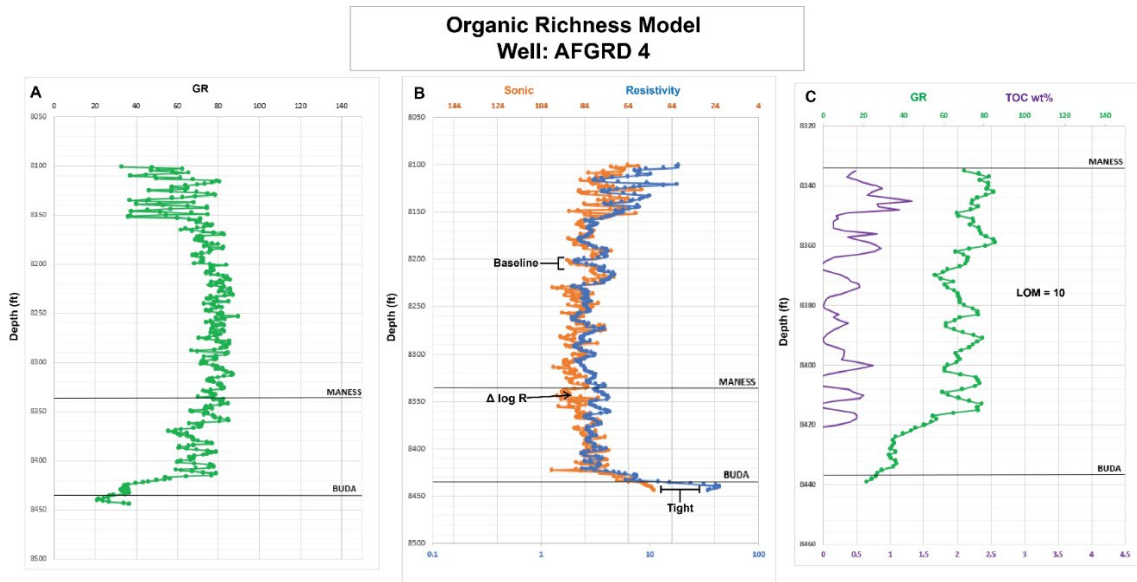 Organic Richness Model
Well: AFGRD 4
A
GR
0 20 40 60 80 100 120 140
Depth (ft)
8050
8100
8150
8200
8250
8300
MANESS
8350
8400
BUDA
8450
8500
B
Sonic Resistivity
144 124 104 84 64 44 24 4
Depth (ft)
8050
8100
8150
Baseline
8200
8250
8300
MANESS
Δ log R
8350
8400
BUDA
8450
Tight
8500
0.1 1 10 100
C
GR TOC wt%
0 20 40 60 80 100 120 140
Depth (ft)
8320
MANESS
8340
8360
LOM = 10
8380
8400
8420
BUDA
8440
8460
0 0.5 1 1.5 2 2.5 3 3.5 4 4.5